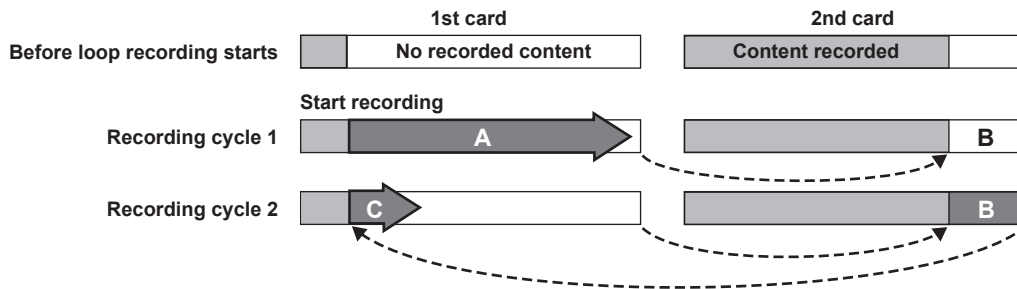 1st card 2nd card
Before loop recording starts No recorded content Content recorded
Start recording
Recording cycle 1 A B
Recording cycle 2 C B